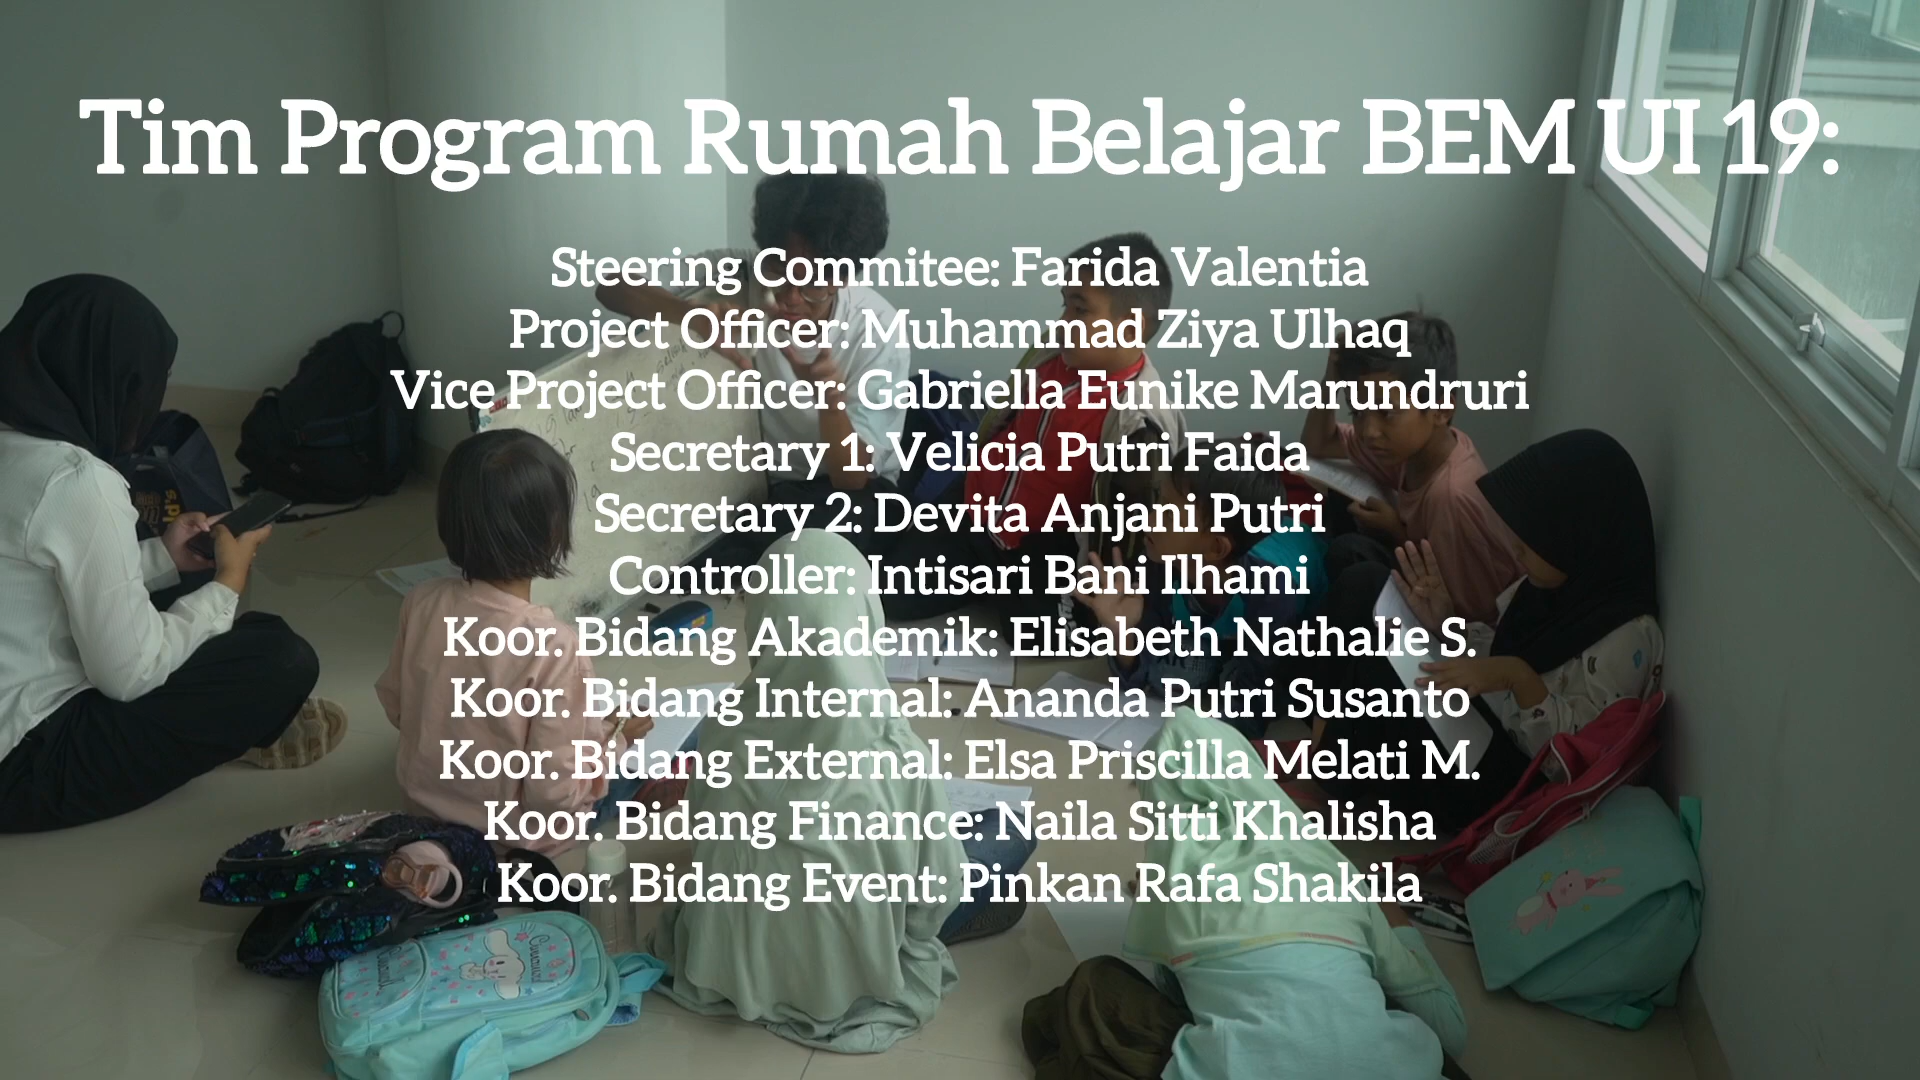 Tim Program Rumah Belajar BEM UI 19:
Steering Commitee: Farida Valentia
Project Officer: Muhammad Ziya Ulhaq
Vice Project Officer: Gabriella Eunike Marundruri
Secretary 1: Velicia Putri Faida
Secretary 2: Devita Anjani Putri
Controller: Intisari Bani Ilhami
Koor. Bidang Akademik: Elisabeth Nathalie S.
Koor. Bidang Internal: Ananda Putri Susanto
Koor. Bidang External: Elsa Priscilla Melati M.
Koor. Bidang Finance: Naila Sitti Khalisha
Koor. Bidang Event: Pinkan Rafa Shakila